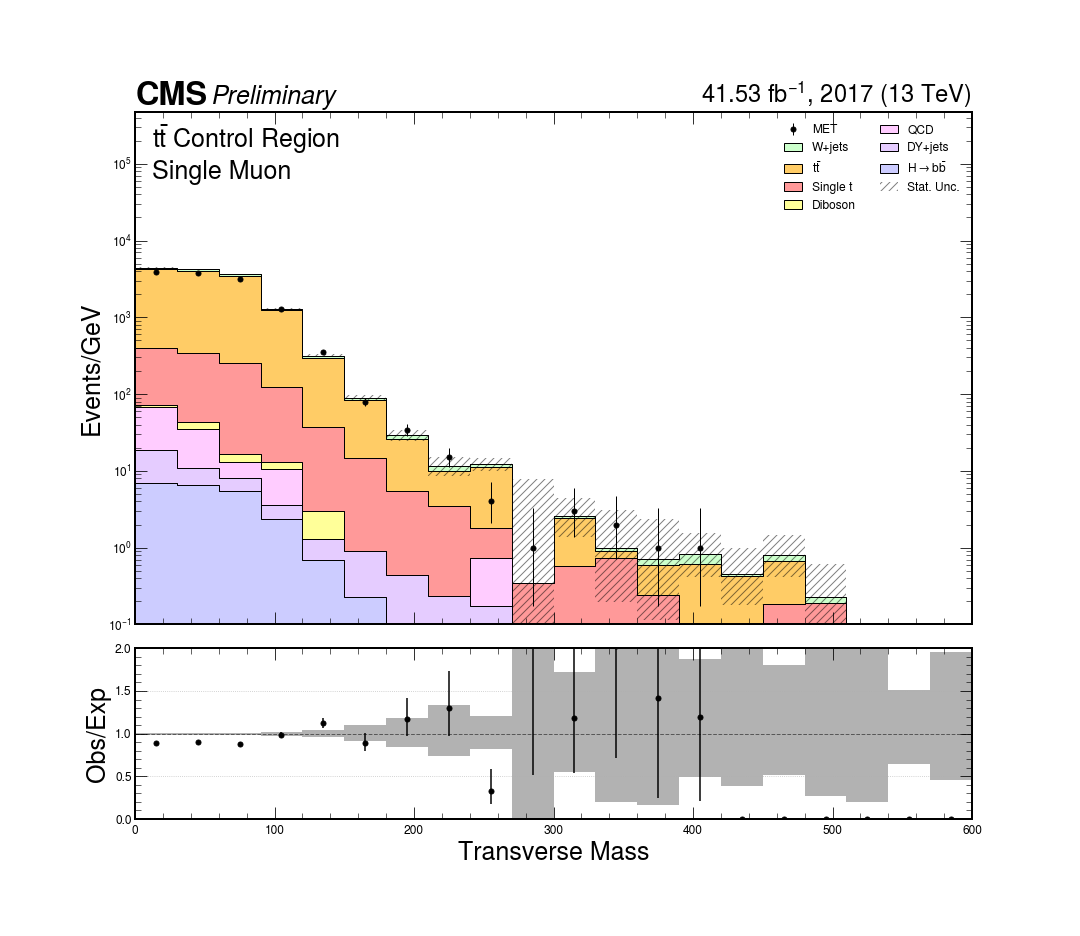 CMS Preliminary
41.53 fb⁻¹, 2017 (13 TeV)
tt̄ Control Region
Single Muon
MET
W+jets
tt̄
Single t
Diboson
QCD
DY+jets
H→bb̄
Stat. Unc.
Events/GeV
10⁵
10⁴
10³
10²
10¹
10⁰
10⁻¹
Obs/Exp
2.0
1.5
1.0
0.5
0.0
0 100 200 300 400 500 600
Transverse Mass